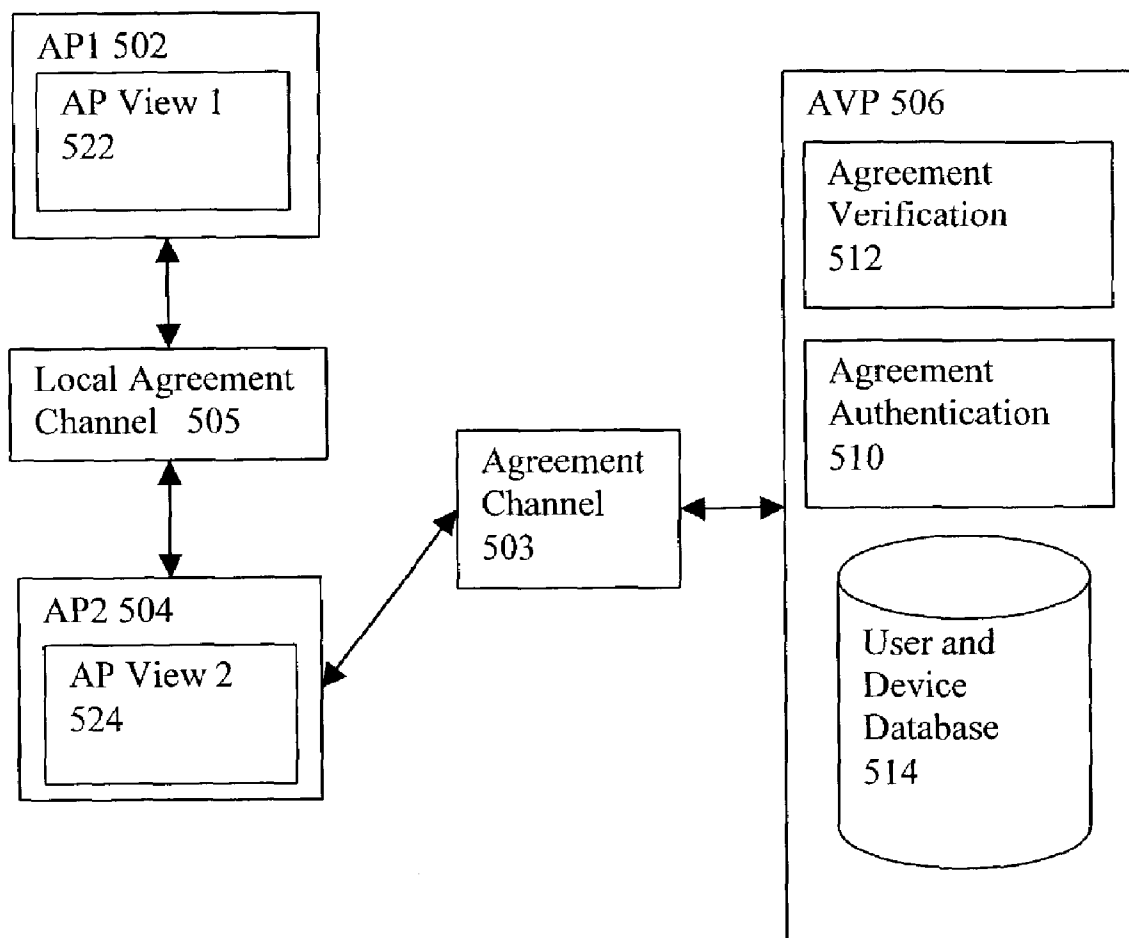 AP1 502
AP View 1
522
Local Agreement
Channel 505
AP2 504
AP View 2
524
Agreement
Channel
503
AVP 506
Agreement
Verification
512
Agreement
Authentication
510
User and
Device
Database
514